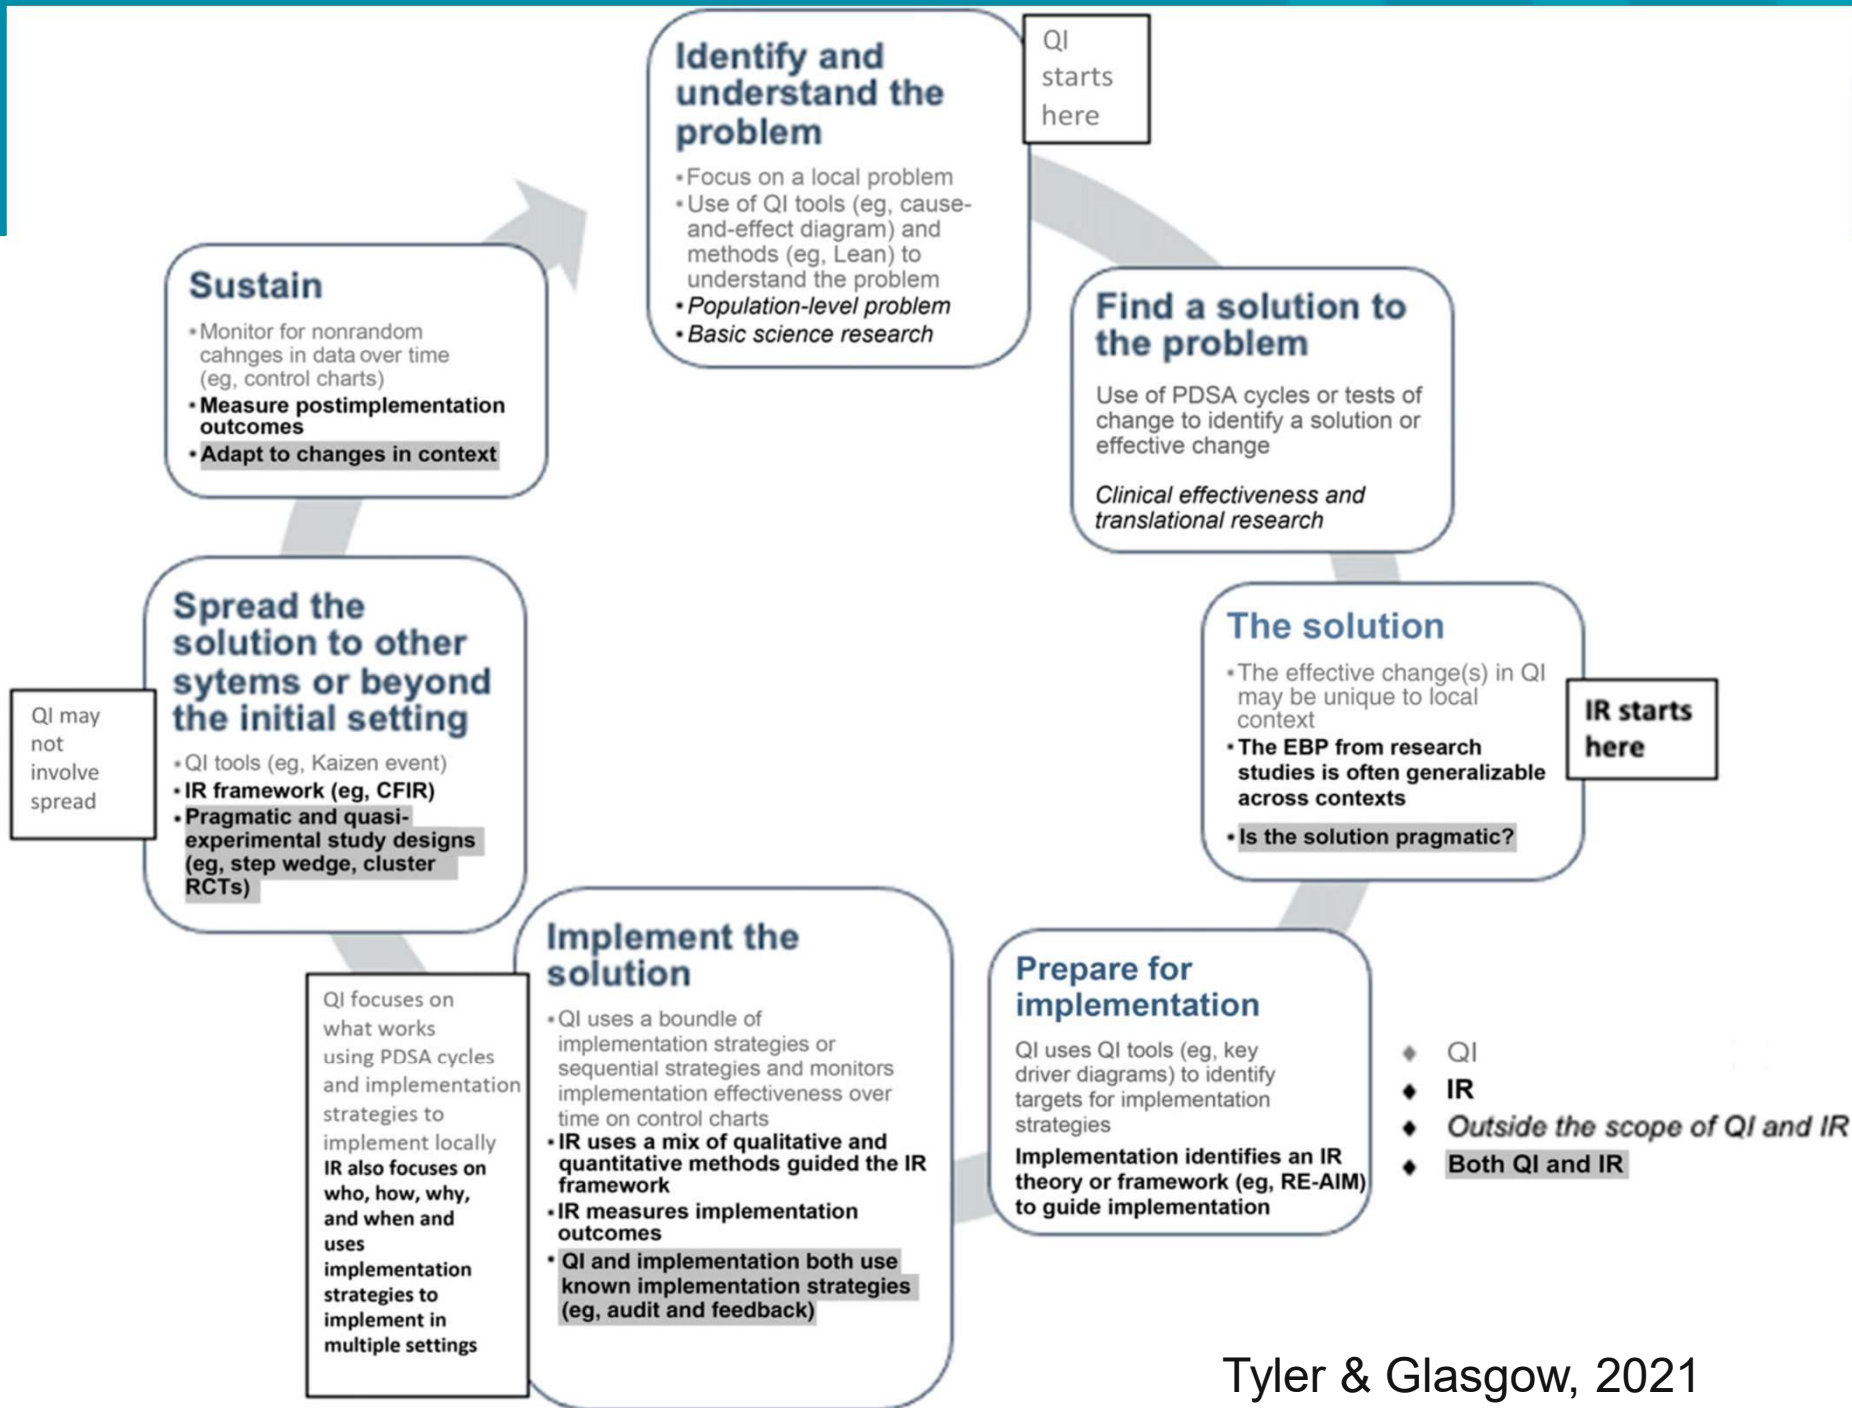 Identify and
understand the
problem
•Focus on a local problem
•Use of QI tools (eg, cause-
and-effect diagram) and
methods (eg, Lean) to
understand the problem
•Population-level problem
•Basic science research
QI
starts
here
Find a solution to
the problem
Use of PDSA cycles or tests of
change to identify a solution or
effective change
Clinical effectiveness and
translational research
The solution
•The effective change(s) in QI
may be unique to local
context
•The EBP from research
studies is often generalizable
across contexts
•Is the solution pragmatic?
IR starts
here
Prepare for
implementation
QI uses QI tools (eg, key
driver diagrams) to identify
targets for implementation
strategies
Implementation identifies an IR
theory or framework (eg, RE-AIM)
to guide implementation
Implement the
solution
•QI uses a boundle of
implementation strategies or
sequential strategies and monitors
implementation effectiveness over
time on control charts
•IR uses a mix of qualitative and
quantitative methods guided the IR
framework
•IR measures implementation
outcomes
•QI and implementation both use
known implementation strategies
(eg, audit and feedback)
QI focuses on
what works
using PDSA cycles
and implementation
strategies to
implement locally
IR also focuses on
who, how, why,
and when and
uses
implementation
strategies to
implement in
multiple settings
Spread the
solution to other
sytems or beyond
the initial setting
•QI tools (eg, Kaizen event)
•IR framework (eg, CFIR)
•Pragmatic and quasi-
experimental study designs
(eg, step wedge, cluster
RCTs)
QI may
not
involve
spread
Sustain
•Monitor for nonrandom
cahnges in data over time
(eg, control charts)
•Measure postimplementation
outcomes
•Adapt to changes in context
♦ QI
♦ IR
♦ Outside the scope of QI and IR
♦ Both QI and IR
Tyler & Glasgow, 2021